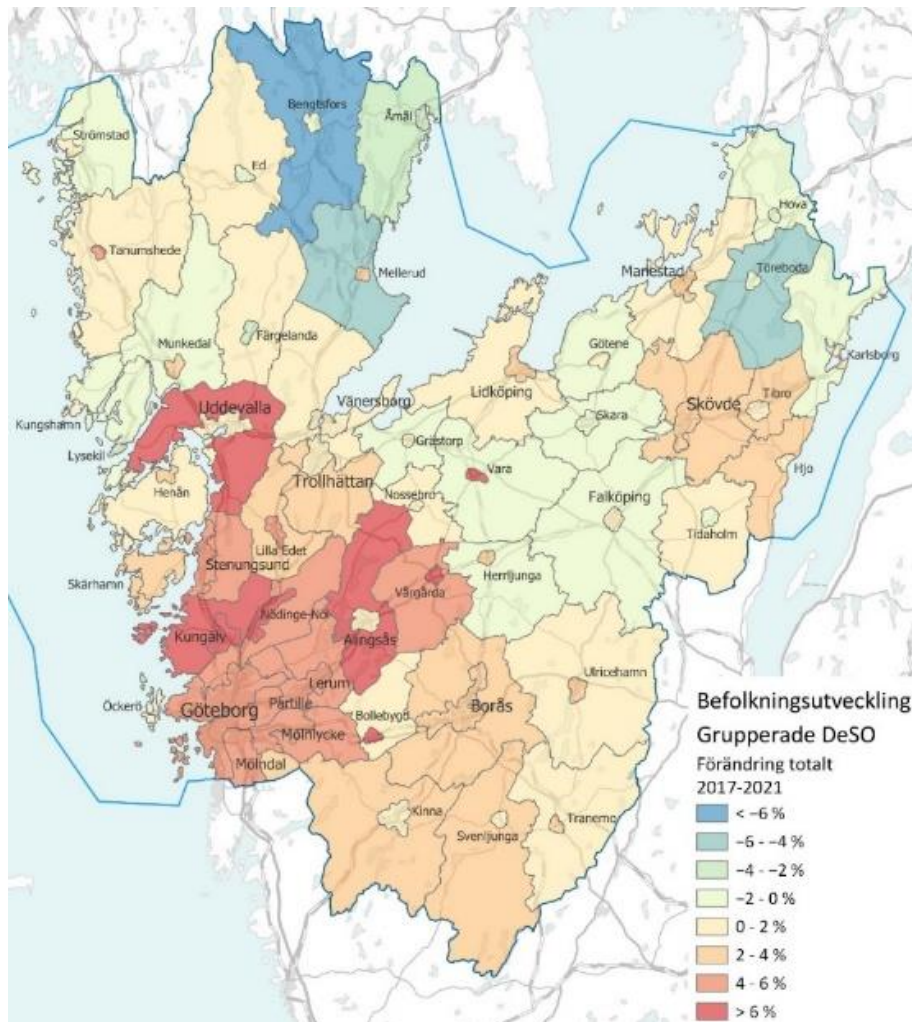 Bengtsfors
Åmål
Strömstad
Ed
Hova
Tanumshede
Mellerud
Mariestad
Töreboda
Färgelanda
Munkedal
Götene
Karlsborg
Uddevalla
Vänersborg
Lidköping
Skövde
Tibro
Kungshamn
Skara
Lysekil
Grästorp
Vara
Hjo
Trollhättan
Henån
Nossebro
Falköping
Tidaholm
Lilla Edet
Stenungsund
Skärhamn
Herrljunga
Vårgårda
Nödinge-Nol
Kungälv
Alingsås
Ulricehamn
Lerum
Öckerö
Göteborg
Partille
Borås
Bollebygd
Mölnlycke
Mölndal
Kinna
Svenljunga
Tranemo
Befolkningsutveckling
Grupperade DeSO
Förändring totalt
2017-2021
< −6 %
−6 - −4 %
−4 - −2 %
−2 - 0 %
0 - 2 %
2 - 4 %
4 - 6 %
> 6 %